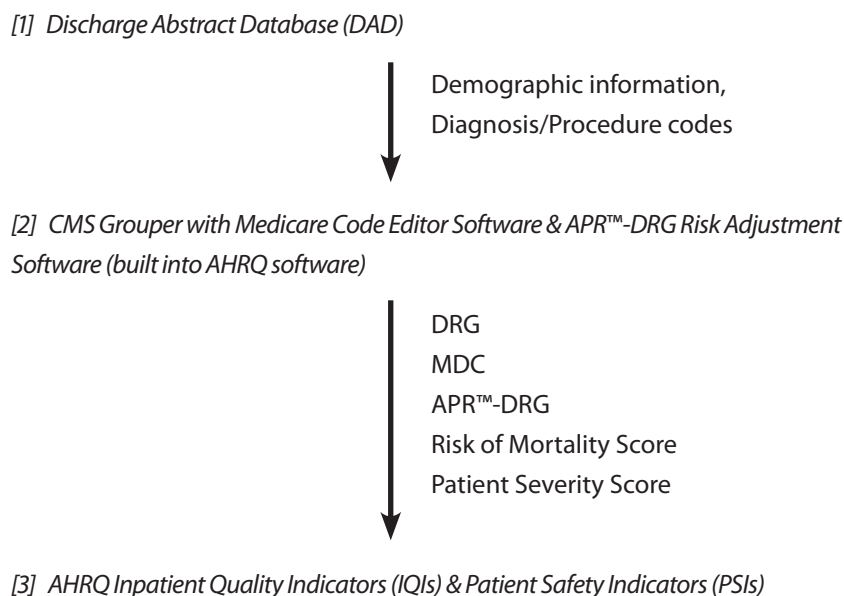 [1] Discharge Abstract Database (DAD)
Demographic information,
Diagnosis/Procedure codes
[2] CMS Grouper with Medicare Code Editor Software & APR™-DRG Risk Adjustment
Software (built into AHRQ software)
DRG
MDC
APR™-DRG
Risk of Mortality Score
Patient Severity Score
[3] AHRQ Inpatient Quality Indicators (IQIs) & Patient Safety Indicators (PSIs)